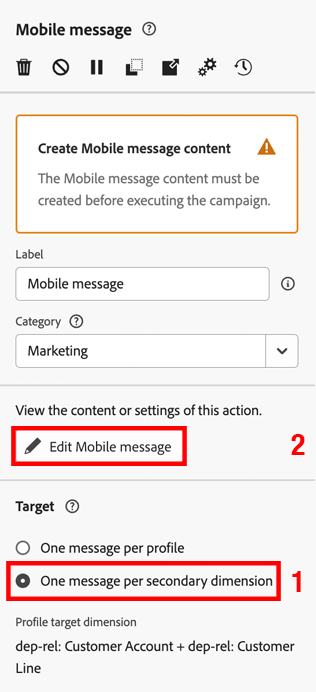 Mobile message
Create Mobile message content
The Mobile message content must be
created before executing the campaign.
Label
Mobile message
Category
Marketing
View the content or settings of this action.
Edit Mobile message
2
Target
One message per profile
One message per secondary dimension
1
Profile target dimension
dep-rel: Customer Account + dep-rel: Customer
Line